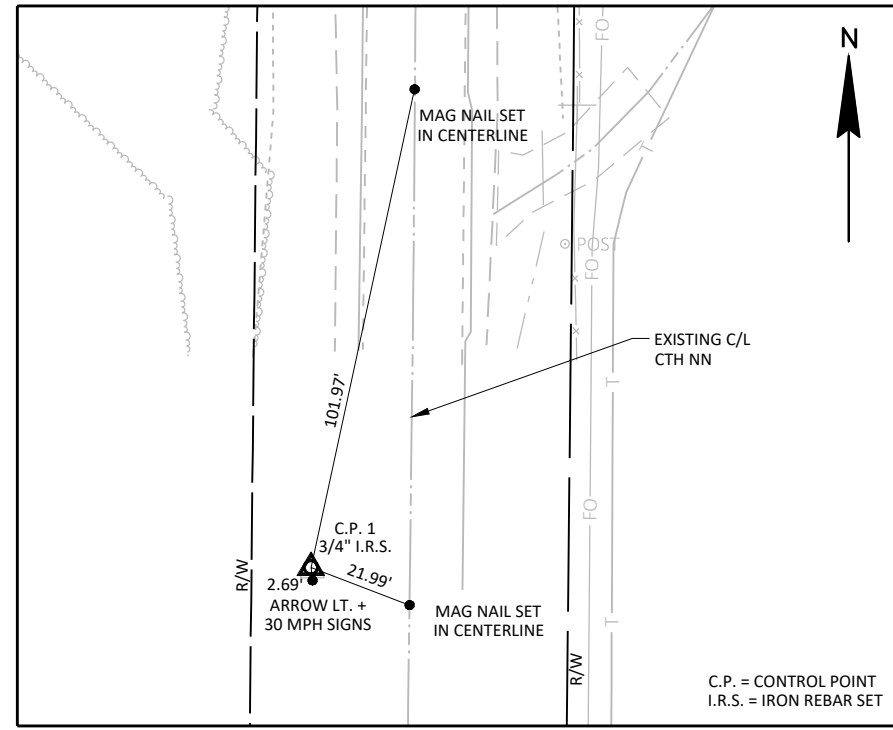 FO
N
MAG NAIL SET
IN CENTERLINE
T
POST
FO
EXISTING C/L
CTH NN
T
101.97'
FO
C.P. 1
3/4" I.R.S.
R/W
2.69'
21.99'
ARROW LT. +
30 MPH SIGNS
MAG NAIL SET
IN CENTERLINE
T
R/W
C.P. = CONTROL POINT
I.R.S. = IRON REBAR SET